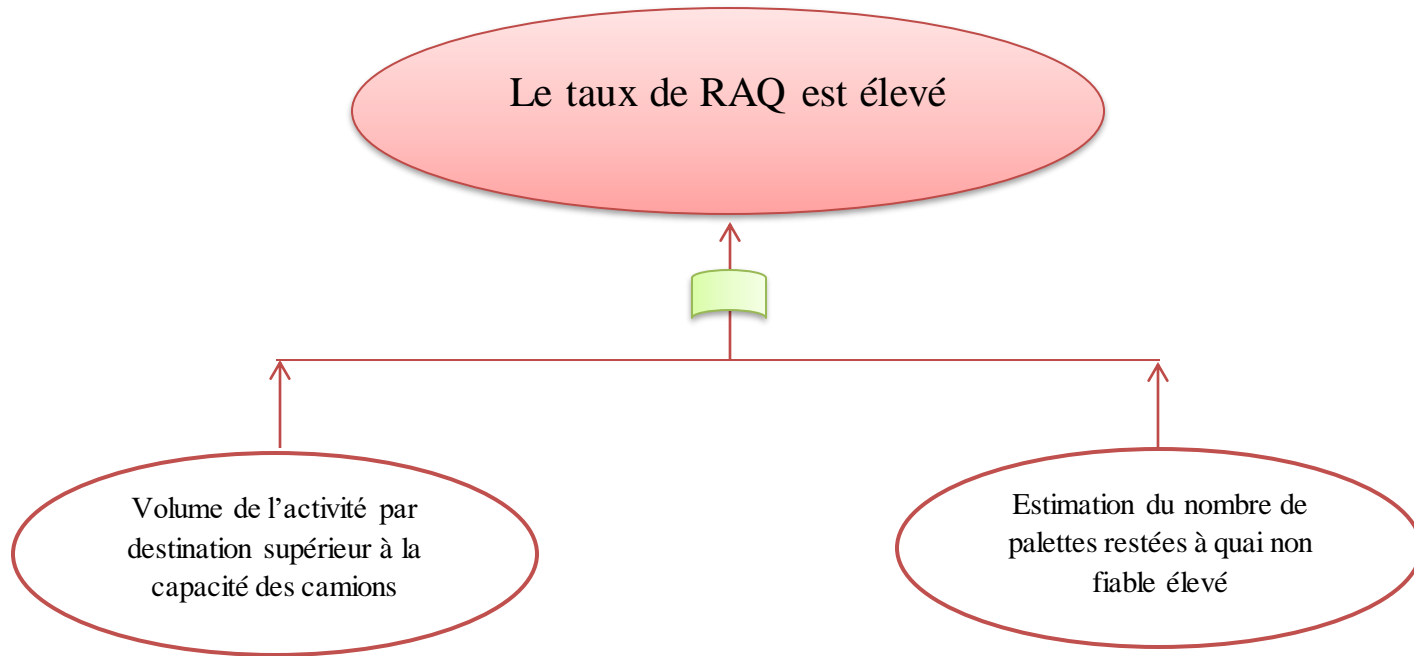 Le taux de RAQ est élevé
Volume de l’activité par
destination supérieur à la
capacité des camions
Estimation du nombre de
palettes restées à quai non
fiable élevé